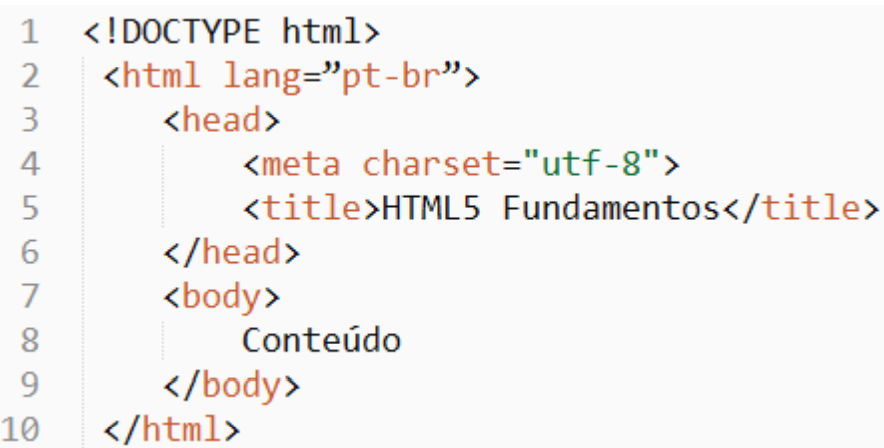 1 <!DOCTYPE html>
2 <html lang=”pt-br”>
3 <head>
4 <meta charset="utf-8">
5 <title>HTML5 Fundamentos</title>
6 </head>
7 <body>
8 Conteúdo
9 </body>
10 </html>